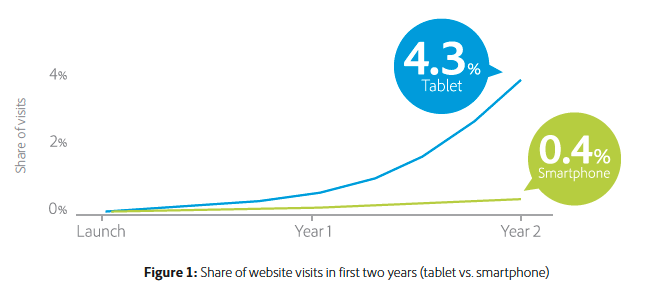 4.3%
Tablet
4%
Share of visits
2%
0.4%
Smartphone
0%
Launch
Year 1
Year 2
Figure 1: Share of website visits in first two years (tablet vs. smartphone)